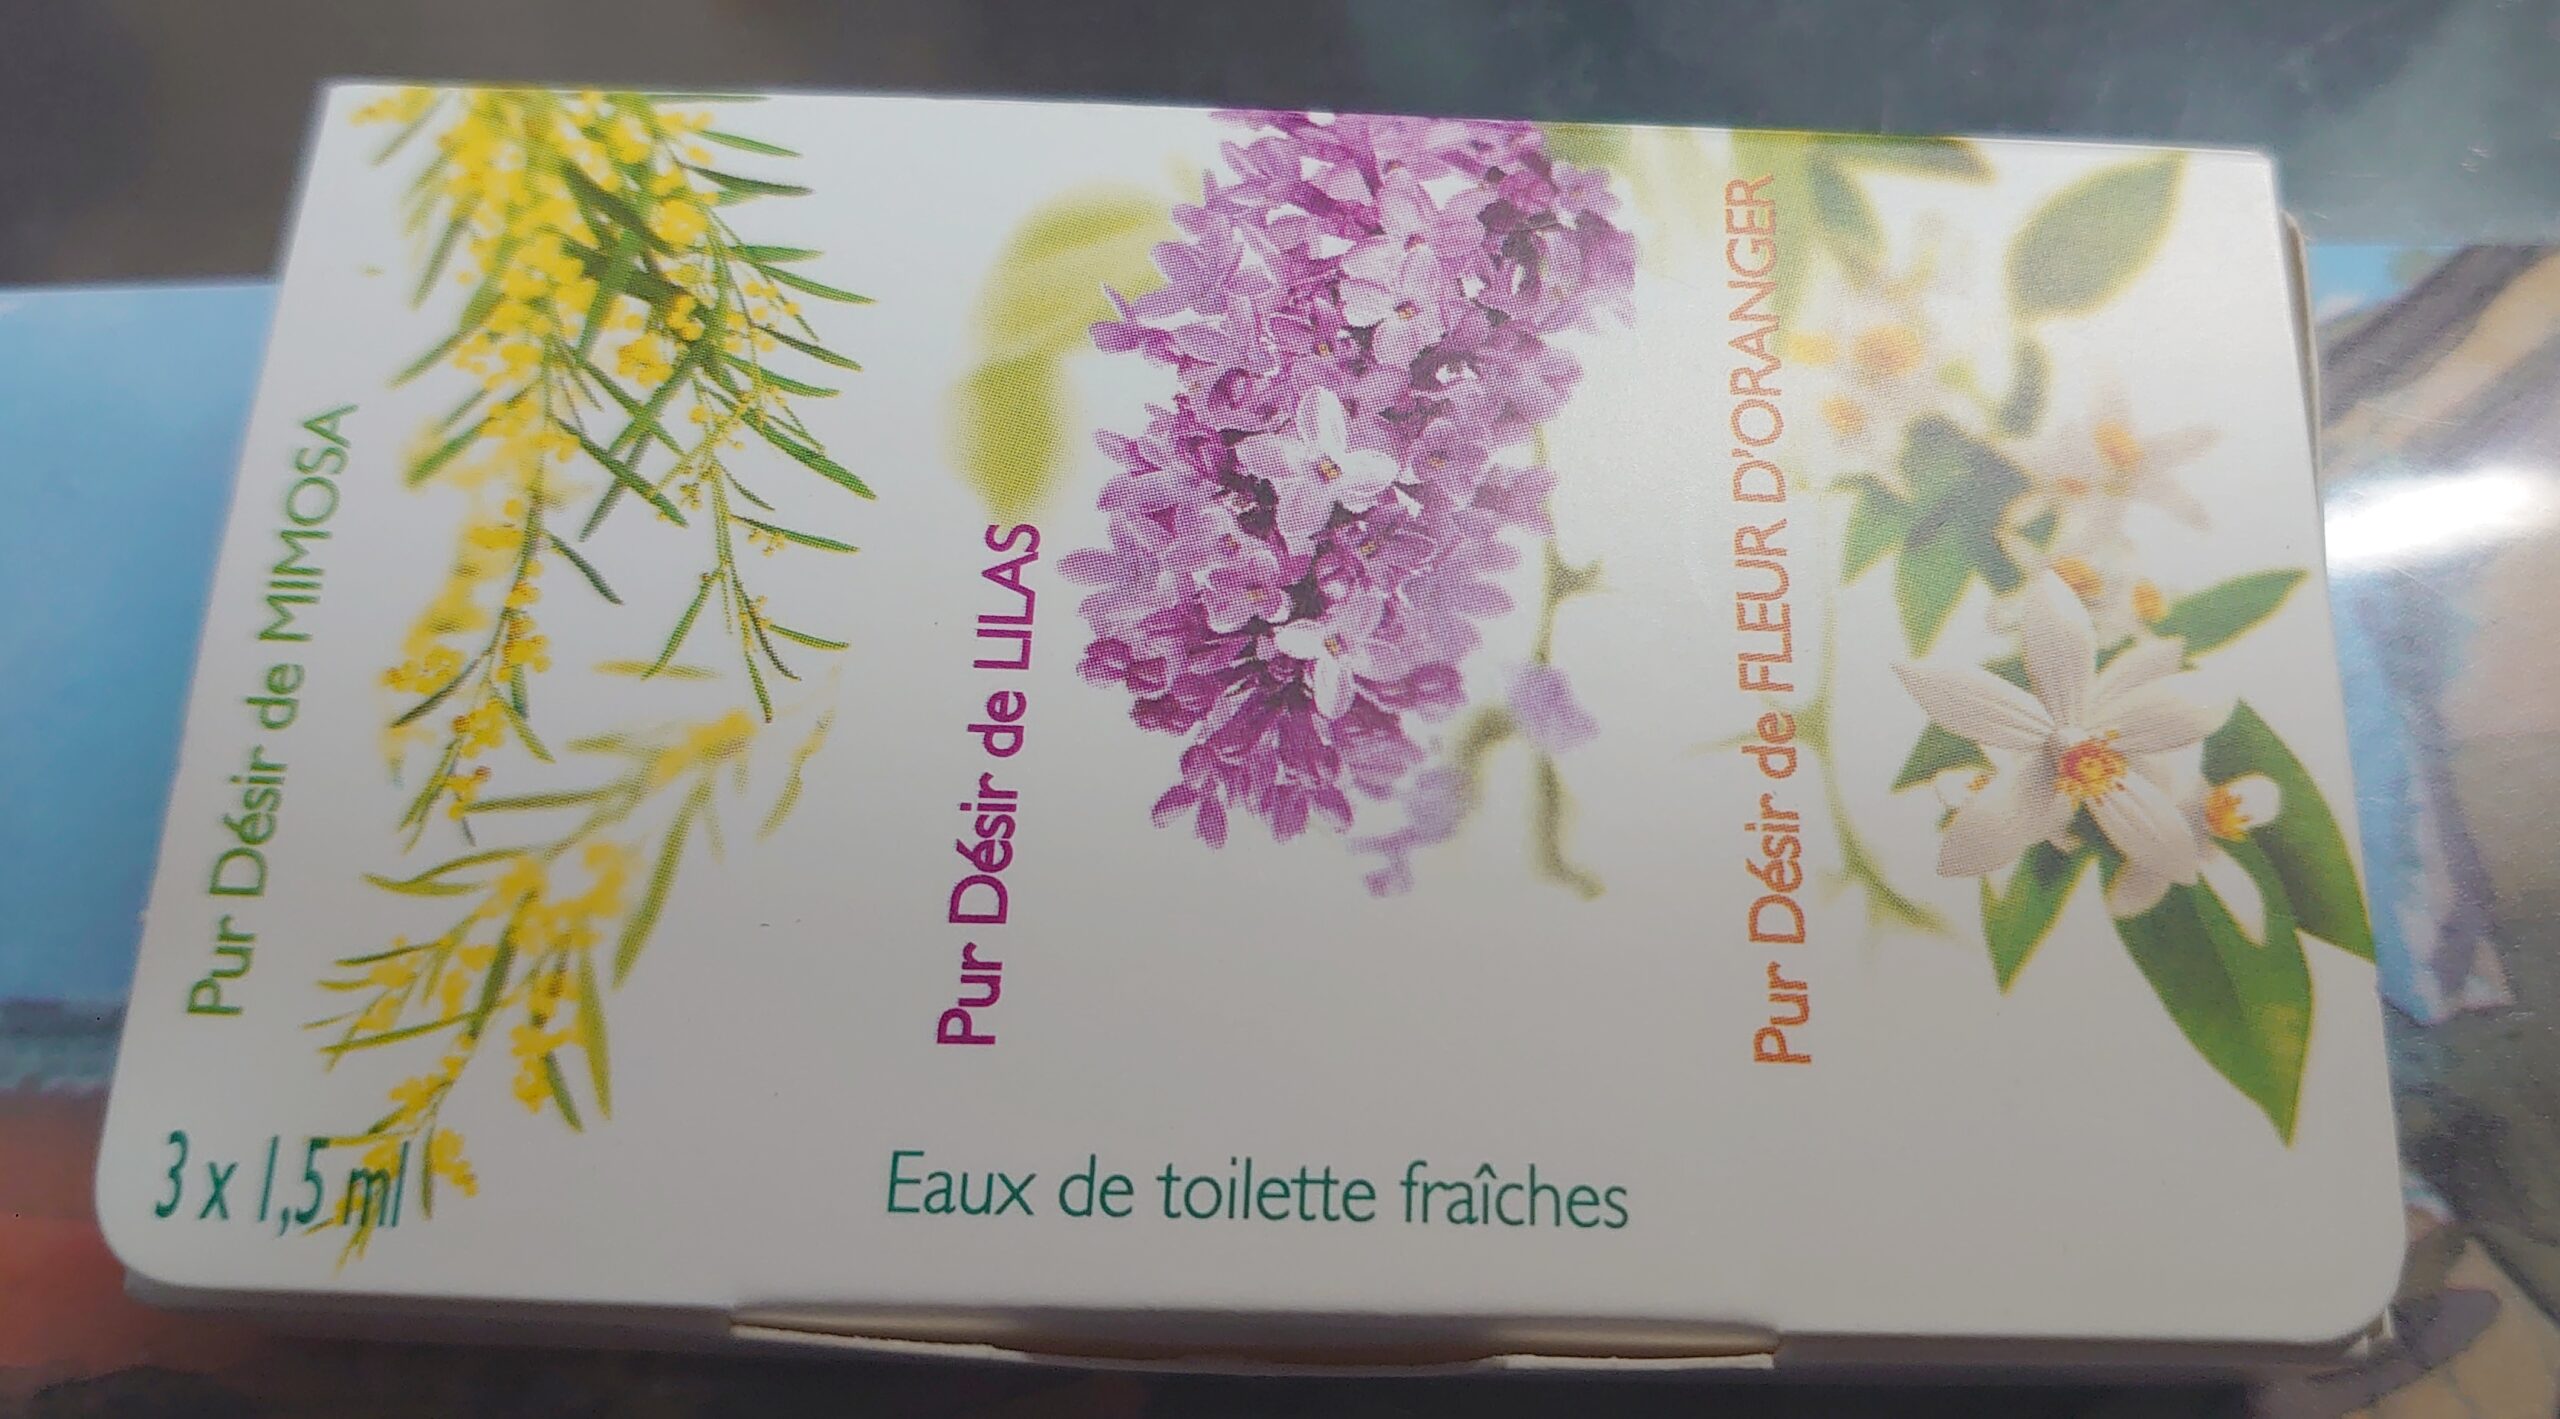 Pur Désir de MIMOSA
Pur Désir de LILAS
Pur Désir de FLEUR D'ORANGER
3 x 1,5 ml
Eaux de toilette fraîches